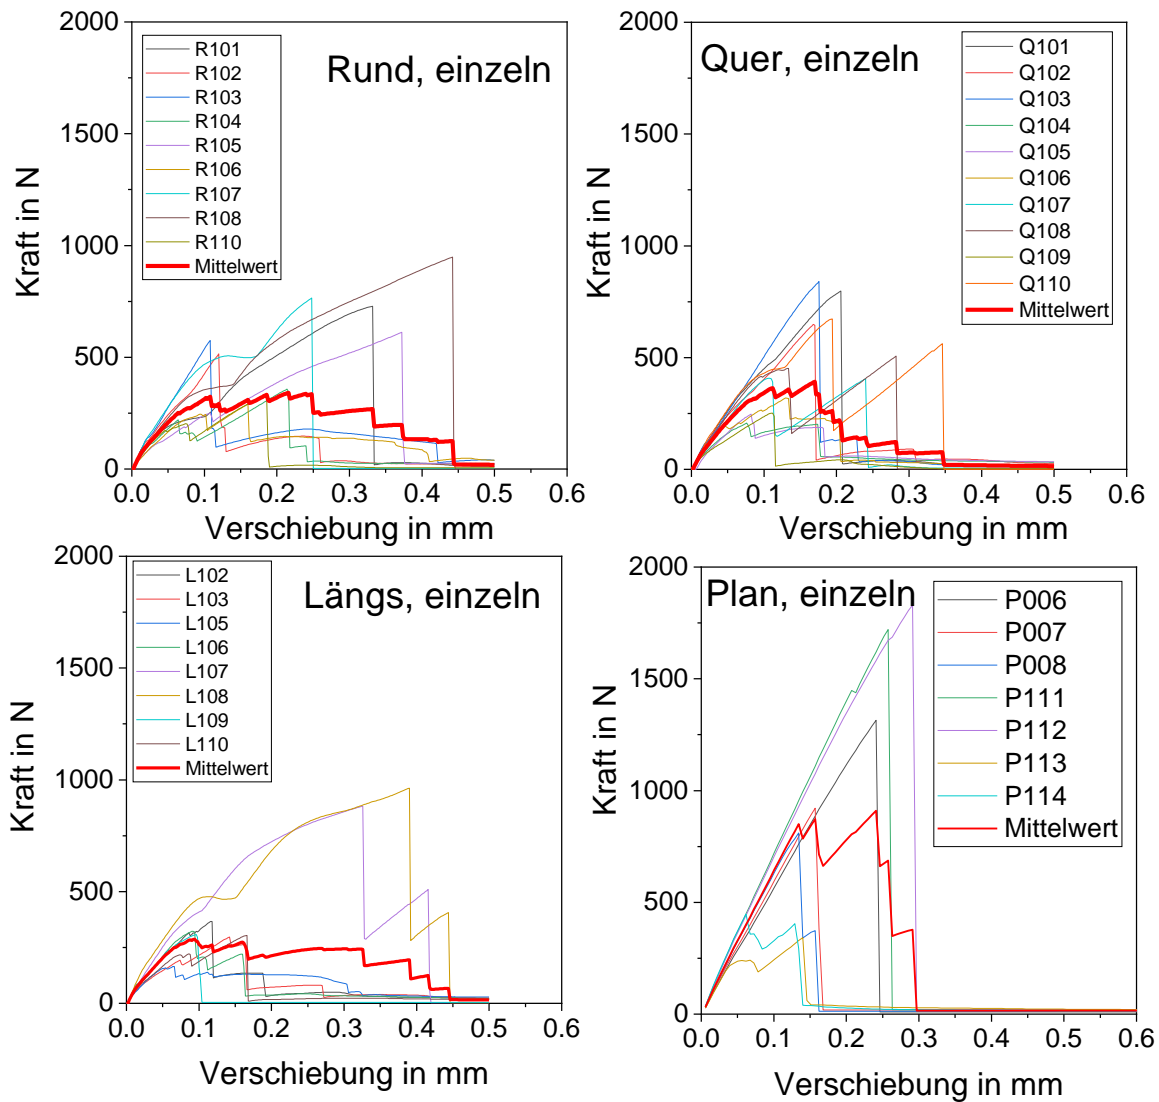 Rund, einzeln
Kraft in N
2000
1500
1000
500
0
R101
R102
R103
R104
R105
R106
R107
R108
R110
Mittelwert
0.0 0.1 0.2 0.3 0.4 0.5 0.6
Verschiebung in mm
Quer, einzeln
Kraft in N
2000
1500
1000
500
0
Q101
Q102
Q103
Q104
Q105
Q106
Q107
Q108
Q109
Q110
Mittelwert
0.0 0.1 0.2 0.3 0.4 0.5 0.6
Verschiebung in mm
Längs, einzeln
Kraft in N
2000
1500
1000
500
0
L102
L103
L105
L106
L107
L108
L109
L110
Mittelwert
0.0 0.1 0.2 0.3 0.4 0.5 0.6
Verschiebung in mm
Plan, einzeln
Kraft in N
2000
1500
1000
500
0
P006
P007
P008
P111
P112
P113
P114
Mittelwert
0.0 0.1 0.2 0.3 0.4 0.5 0.6
Verschiebung in mm